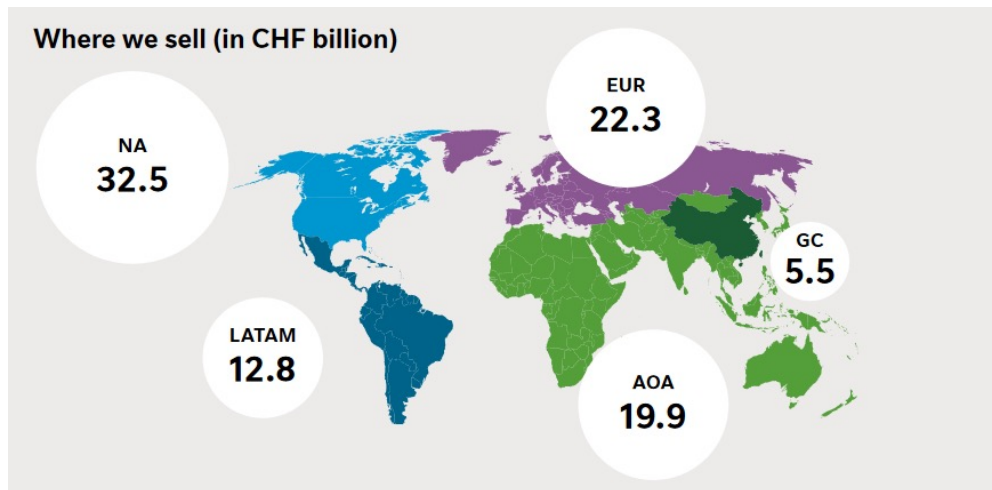 Where we sell (in CHF billion)
NA
32.5
EUR
22.3
GC
5.5
LATAM
12.8
AOA
19.9